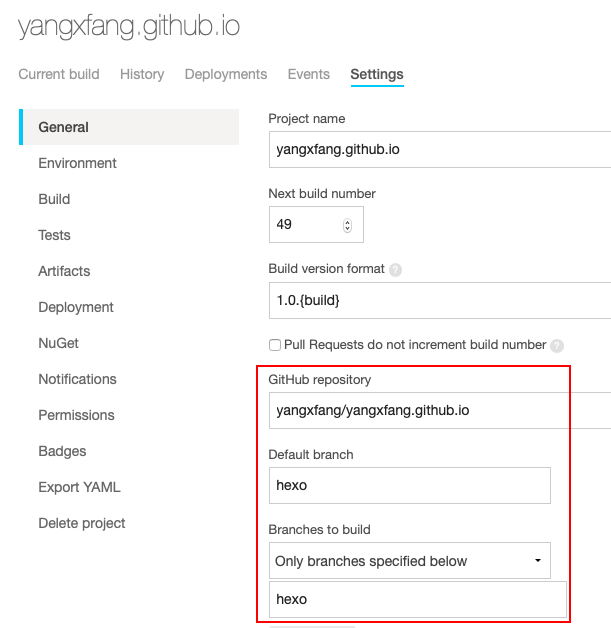 yangxfang.github.io
Current build History Deployments Events Settings
General
Environment
Build
Tests
Artifacts
Deployment
NuGet
Notifications
Permissions
Badges
Export YAML
Delete project
Project name
yangxfang.github.io
Next build number
49
Build version format ?
1.0.{build}
Pull Requests do not increment build number ?
GitHub repository
yangxfang/yangxfang.github.io
Default branch
hexo
Branches to build
Only branches specified below
hexo